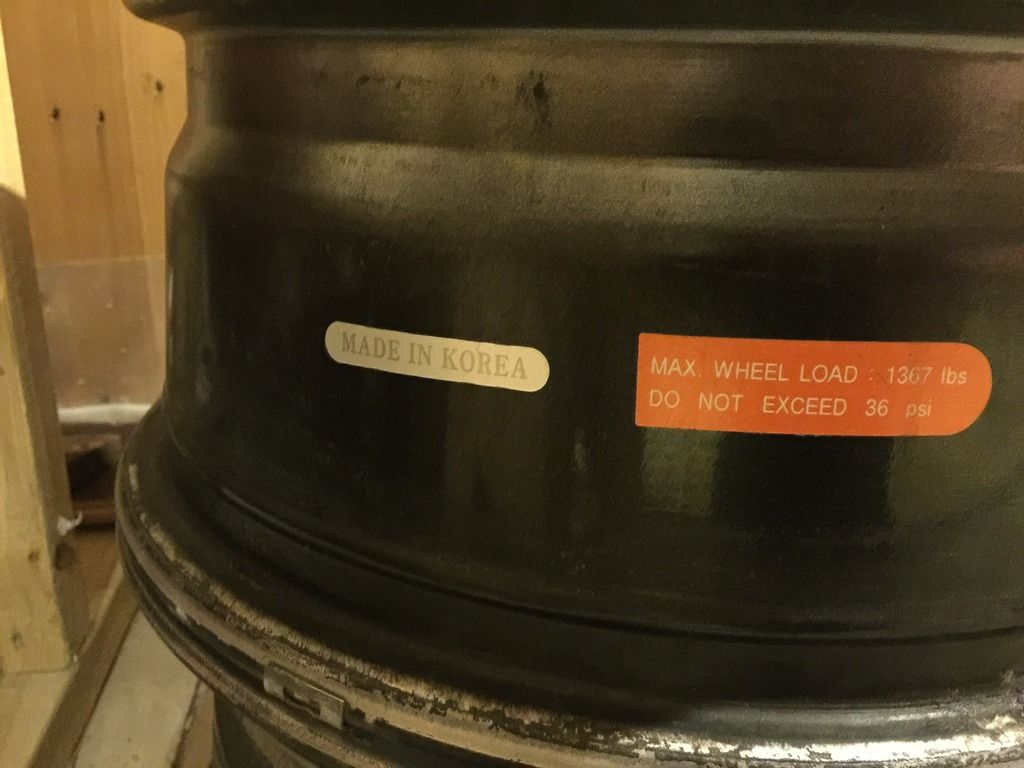 MADE IN KOREA
MAX. WHEEL LOAD : 1367 lbs
DO NOT EXCEED 36 psi